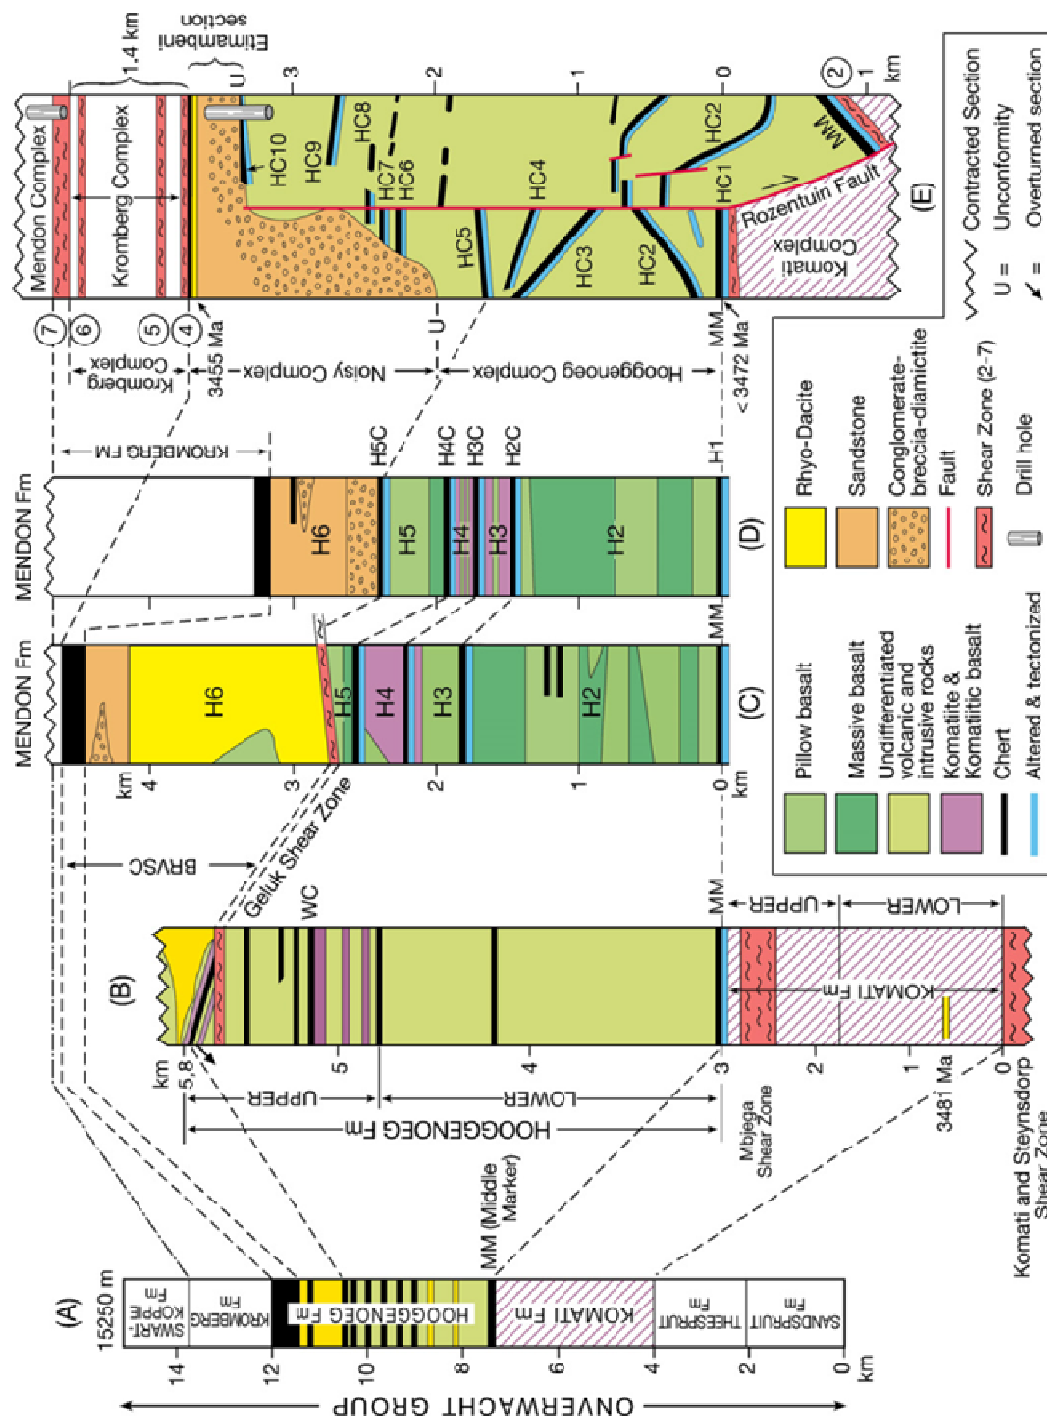 (A)
15250 m
SWART-
KOPPIE
Fm
KROMBERG
Fm
HOOGGENOEG Fm
KOMATI Fm
THEESPRUIT
Fm
SANDSPRUIT
Fm
14
12
10
8
6
4
2
0
km
ONVERWACHT GROUP
MM (Middle
Marker)
(B)
km
5,8
5
4
3
2
1
0
UPPER
LOWER
HOOGGENOEG Fm
Mbjega
Shear Zone
3481 Ma
Komati and Steynsdorp
Shear Zone
KOMATI Fm
UPPER
LOWER
MM
WC
Geluk Shear Zone
BRVSC
MENDON Fm
km
4
3
2
1
0
km
H6
H5
H4
H3
H2
MM
(C)
MENDON Fm
KROMBERG FM
H6
H5
H4
H3
H2
H5C
H4C
H3C
H2C
H1
(D)
7
6
5
4
Kromberg
Complex
3455 Ma
Noisy Complex
U
Hooggenoeg Complex
MM
< 3472 Ma
Mendon Complex
Kromberg Complex
1.4 km
Etimambeni
section
U
HC10
HC9
HC8
HC7
HC6
HC5
HC4
HC3
HC2
HC1
HC2
MM
Rozentuin Fault
Komati
Complex
3
2
1
0
2
1
km
(E)
Pillow basalt
Massive basalt
Undifferentiated
volcanic and
intrusive rocks
Komatiite &
Komatiitic basalt
Chert
Altered & tectonized
Rhyo-Dacite
Sandstone
Conglomerate-
breccia-diamictite
Fault
Shear Zone (2-7)
Drill hole
Contracted Section
U = Unconformity
= Overturned section